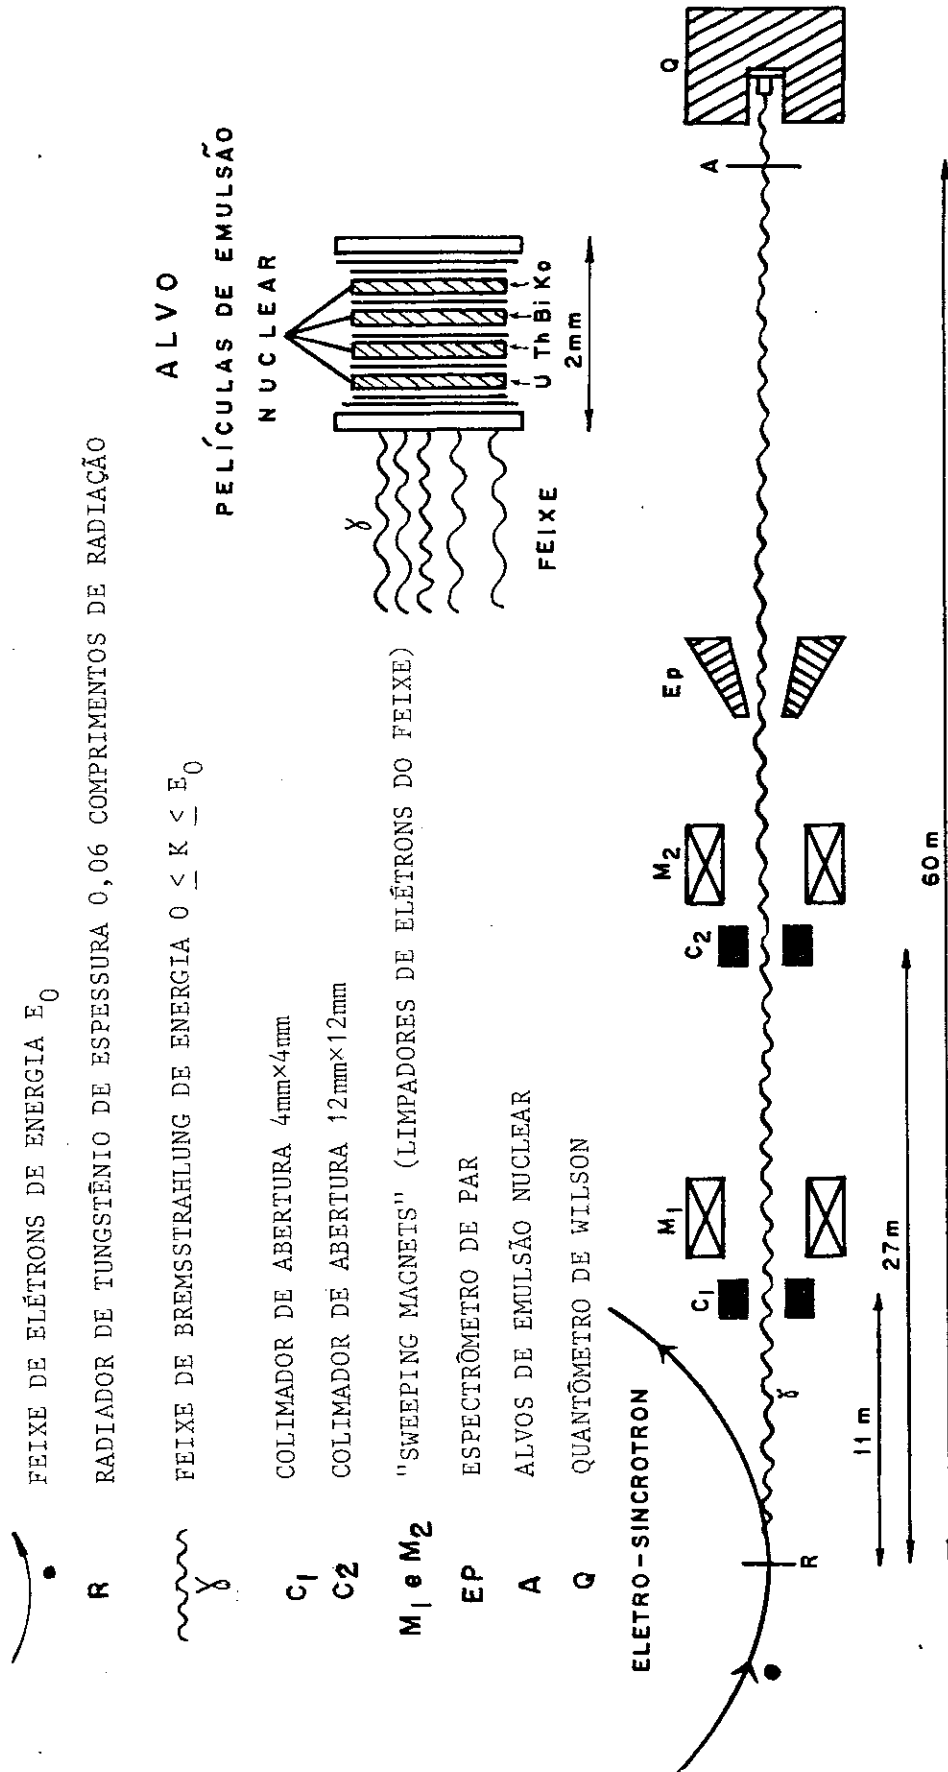 FEIXE DE ELÉTRONS DE ENERGIA E0
R RADIADOR DE TUNGSTÊNIO DE ESPESSURA 0,06 COMPRIMENTOS DE RADIAÇÃO
γ FEIXE DE BREMSTRAHLUNG DE ENERGIA 0 ≤ K ≤ E0
C1 COLIMADOR DE ABERTURA 4mm×4mm
C2 COLIMADOR DE ABERTURA 12mm×12mm
M1 e M2 "SWEEPING MAGNETS" (LIMPADORES DE ELÉTRONS DO FEIXE)
EP ESPECTRÔMETRO DE PAR
A ALVOS DE EMULSÃO NUCLEAR
Q QUANTÔMETRO DE WILSON
ALVO
PELÍCULAS DE EMULSÃO
NUCLEAR
γ
FEIXE
U Th Bi Ko
2mm
ELETRO-SINCROTRON
R
γ
C1
M1
C2
M2
Ep
A
Q
11 m
27 m
60 m